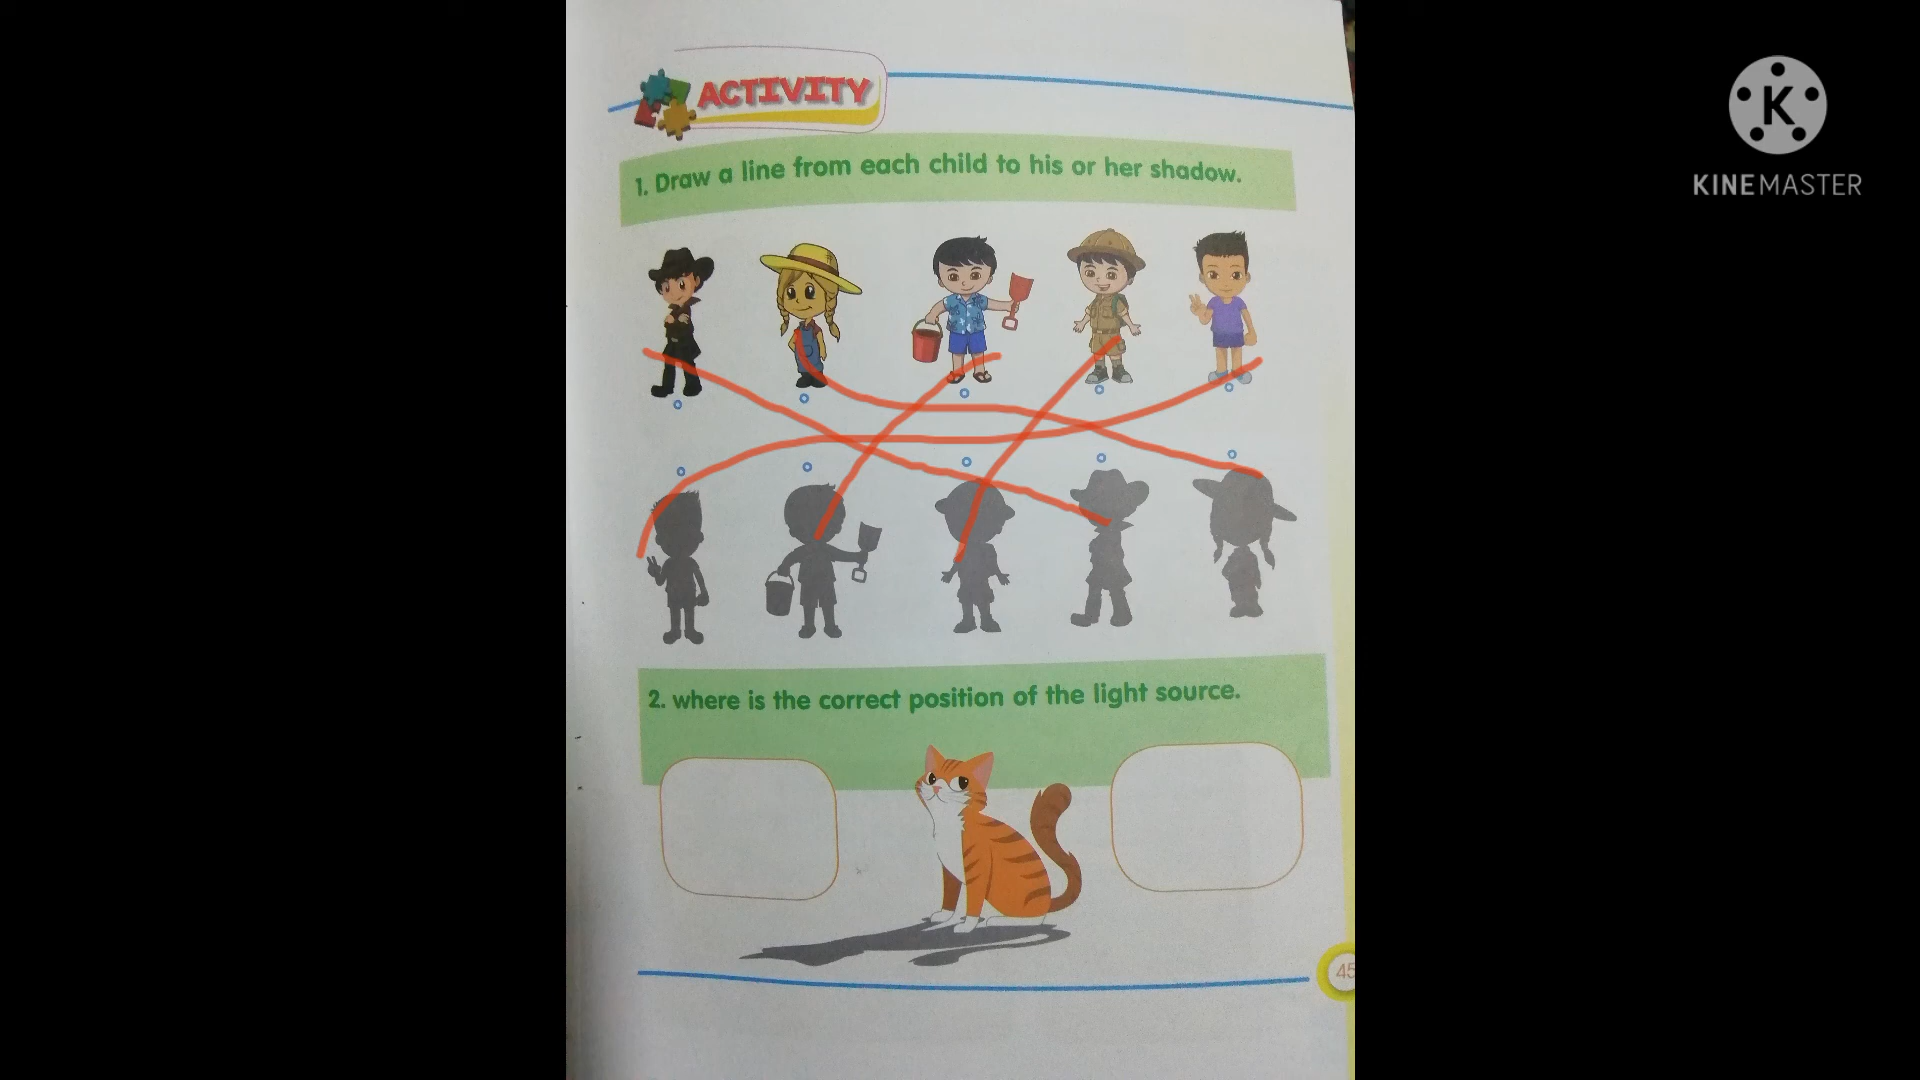 ACTIVITY
1. Draw a line from each child to his or her shadow.
2. where is the correct position of the light source.
45
K
KINEMASTER